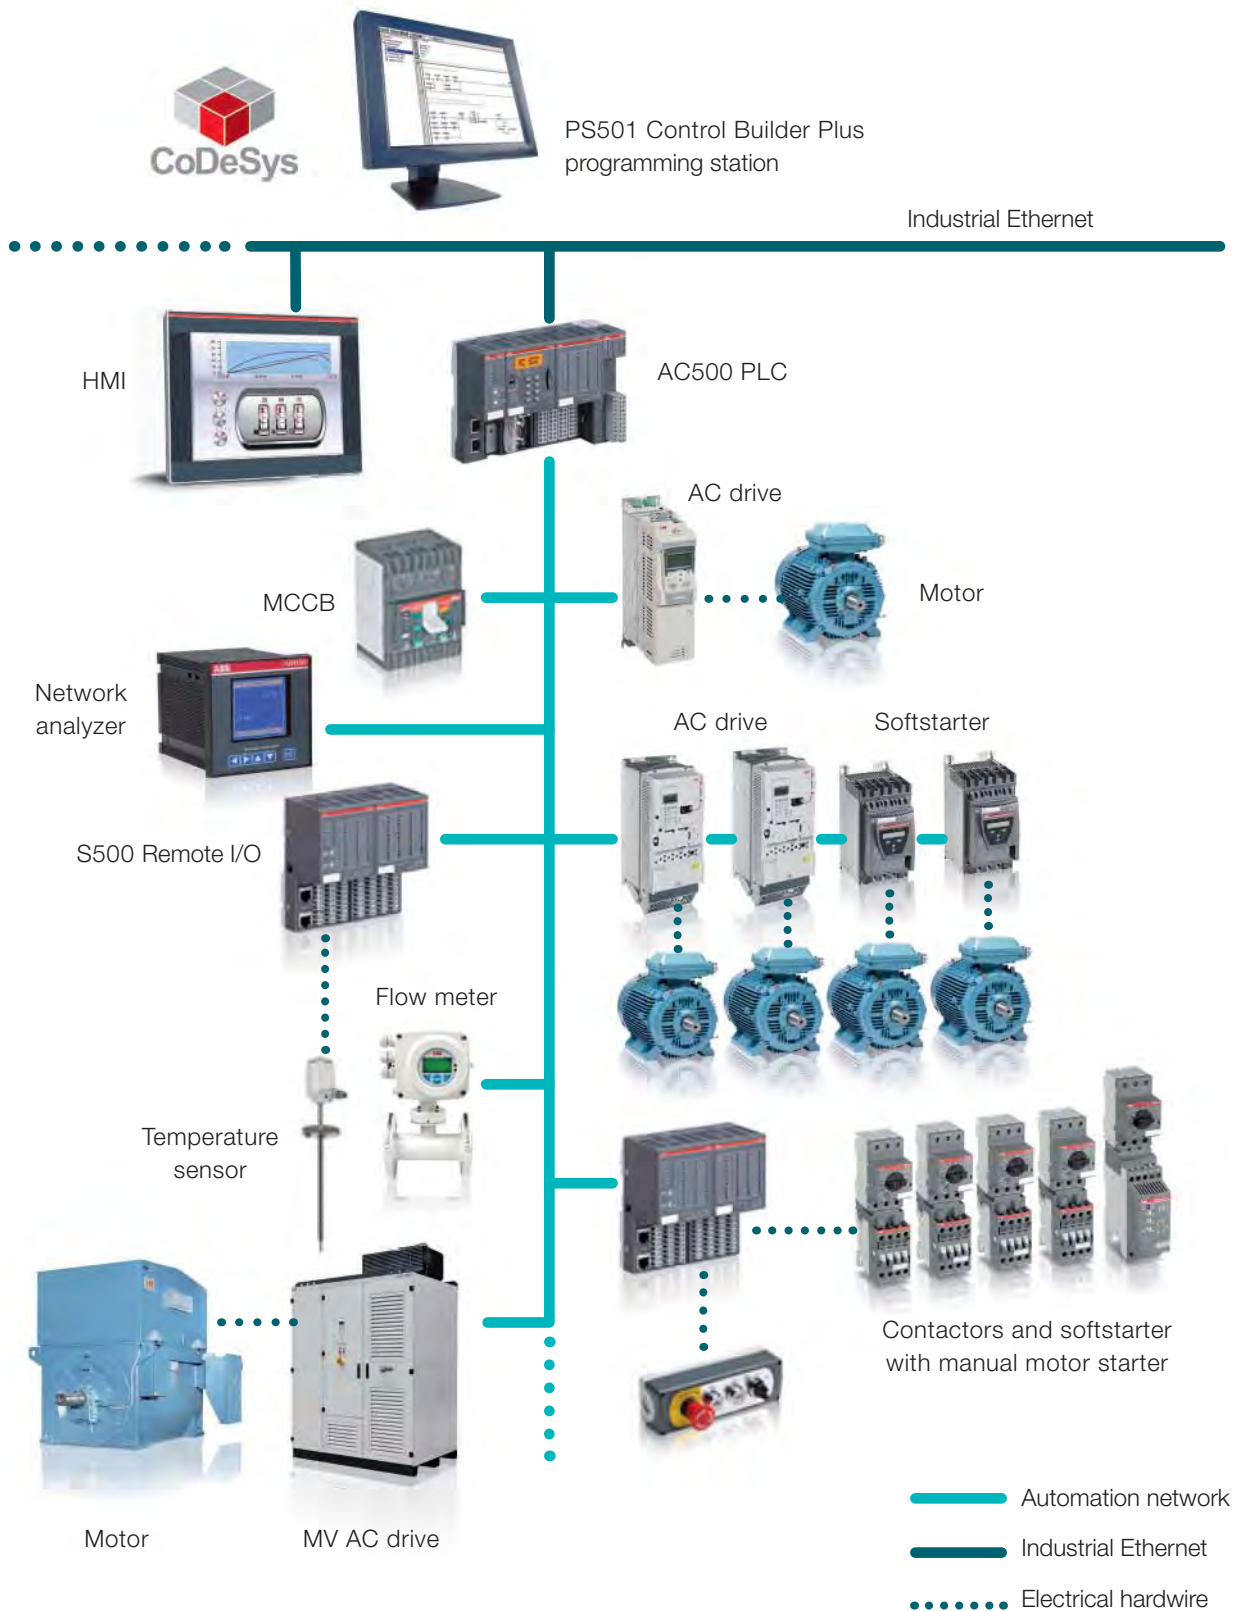 CoDeSys
PS501 Control Builder Plus
programming station
Industrial Ethernet
HMI
AC500 PLC
AC drive
MCCB
Motor
ABB
Network
analyzer
AC drive
Softstarter
S500 Remote I/O
Flow meter
Temperature
sensor
Contactors and softstarter
with manual motor starter
Motor
MV AC drive
Automation network
Industrial Ethernet
Electrical hardwire